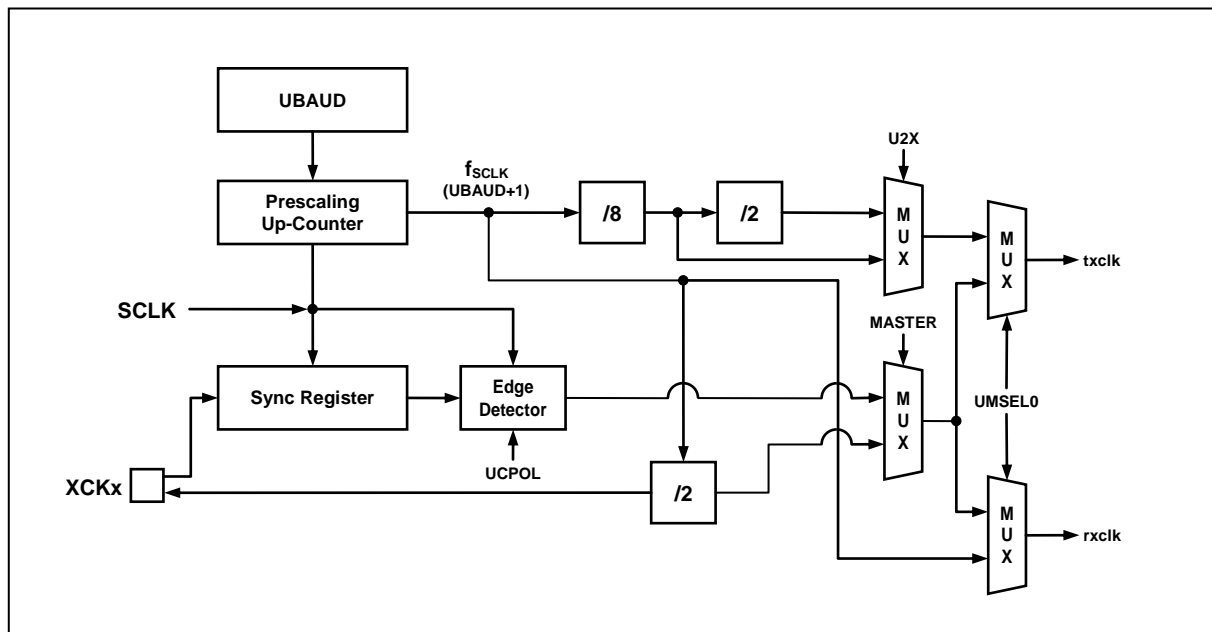 UBAUD
Prescaling
Up-Counter
fSCLK
(UBAUD+1)
/8
/2
U2X
M
U
X
M
U
X
txclk
SCLK
MASTER
Sync Register
Edge
Detector
M
U
X
UMSEL0
UCPOL
XCKx
/2
M
U
X
rxclk